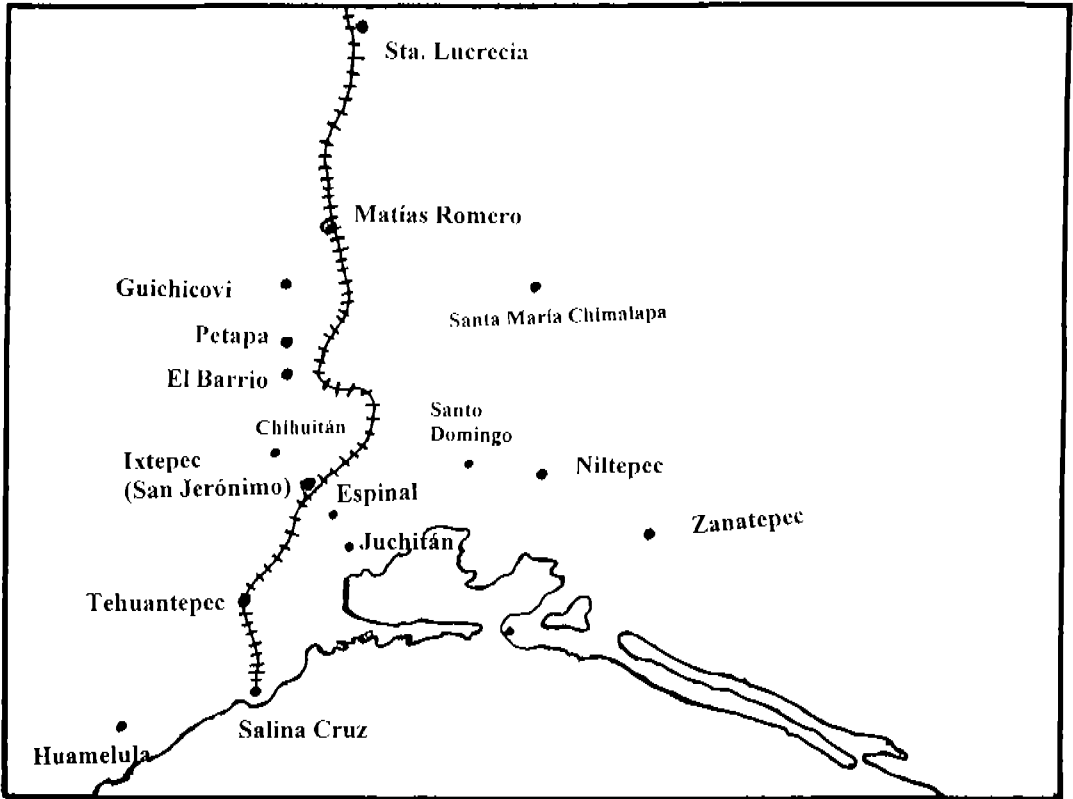 Sta. Lucrecia
Matías Romero
Guichicovi
Santa María Chimalapa
Petapa
El Barrio
Santo
Domingo
Chihuitán
Ixtepec
(San Jerónimo)
Niltepec
Espinal
Zanatepec
Juchitán
Tehuantepec
Salina Cruz
Huamelula